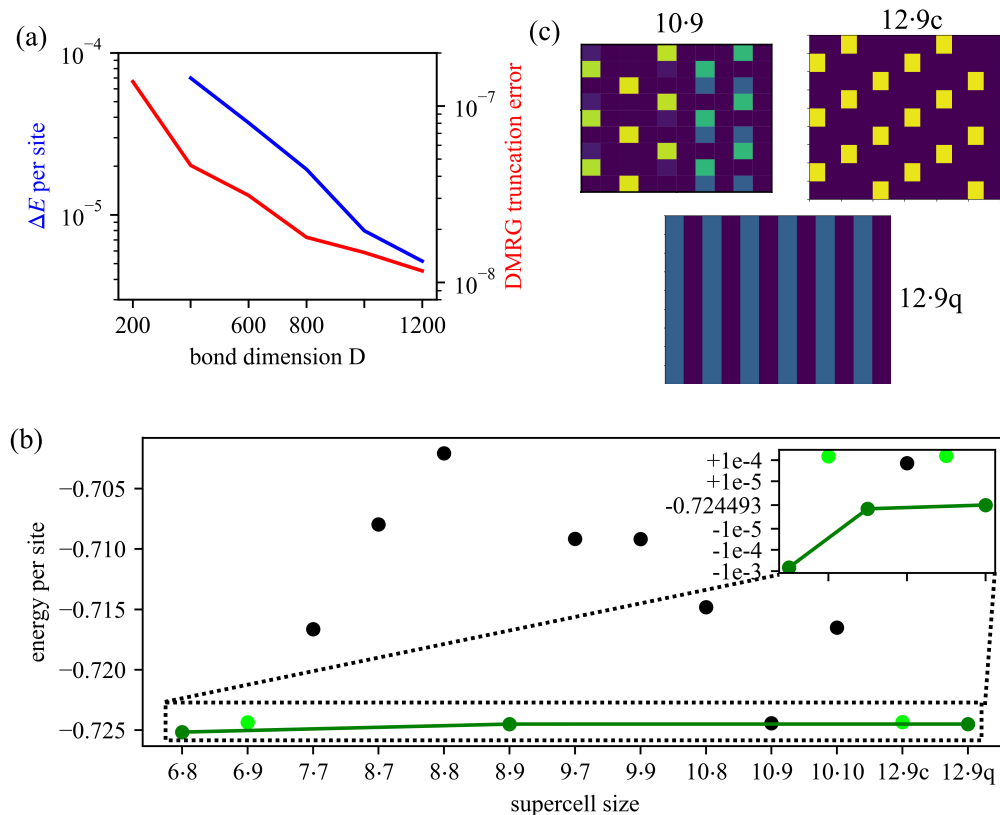 (a)
10⁻⁴
10⁻⁵
ΔE per site
10⁻⁷
10⁻⁸
DMRG truncation error
200
600
800
1200
bond dimension D
(c)
10·9
12·9c
12·9q
(b)
−0.705
−0.710
−0.715
−0.720
−0.725
energy per site
+1e-4
+1e-5
-0.724493
-1e-5
-1e-4
-1e-3
6·8
6·9
7·7
8·7
8·8
8·9
9·7
9·9
10·8
10·9
10·10
12·9c
12·9q
supercell size